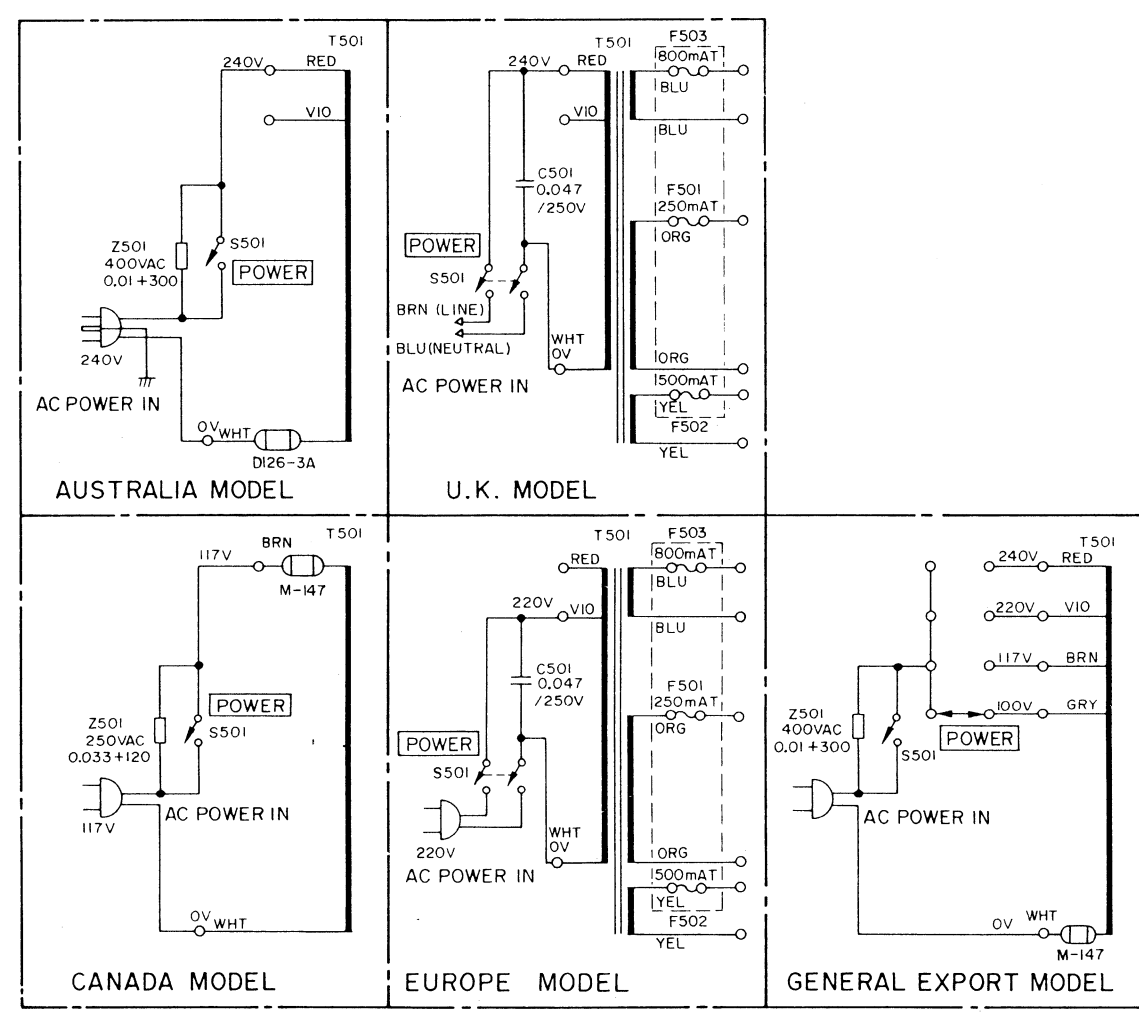 T501
240V
RED
VIO
Z501
400VAC
0.01+300
S501
POWER
240V
AC POWER IN
0V
WHT
D126-3A
AUSTRALIA MODEL
T501
F503
240V
RED
800mAT
BLU
VIO
BLU
C501
0.047
/250V
F501
250mAT
ORG
POWER
S501
BRN (LINE)
BLU(NEUTRAL)
WHT
0V
AC POWER IN
ORG
1500mAT
YEL
F502
YEL
U.K. MODEL
T501
117V
BRN
M-147
POWER
Z501
250VAC
0.033+120
S501
117V
AC POWER IN
0V
WHT
CANADA MODEL
T501
F503
RED
800mAT
BLU
220V
VIO
BLU
C501
0.047
/250V
F501
250mAT
ORG
POWER
S501
220V
WHT
0V
AC POWER IN
ORG
1500mAT
YEL
F502
YEL
EUROPE MODEL
T501
240V
RED
220V
VIO
117V
BRN
100V
GRY
Z501
400VAC
0.01+300
S501
POWER
AC POWER IN
0V
WHT
M-147
GENERAL EXPORT MODEL